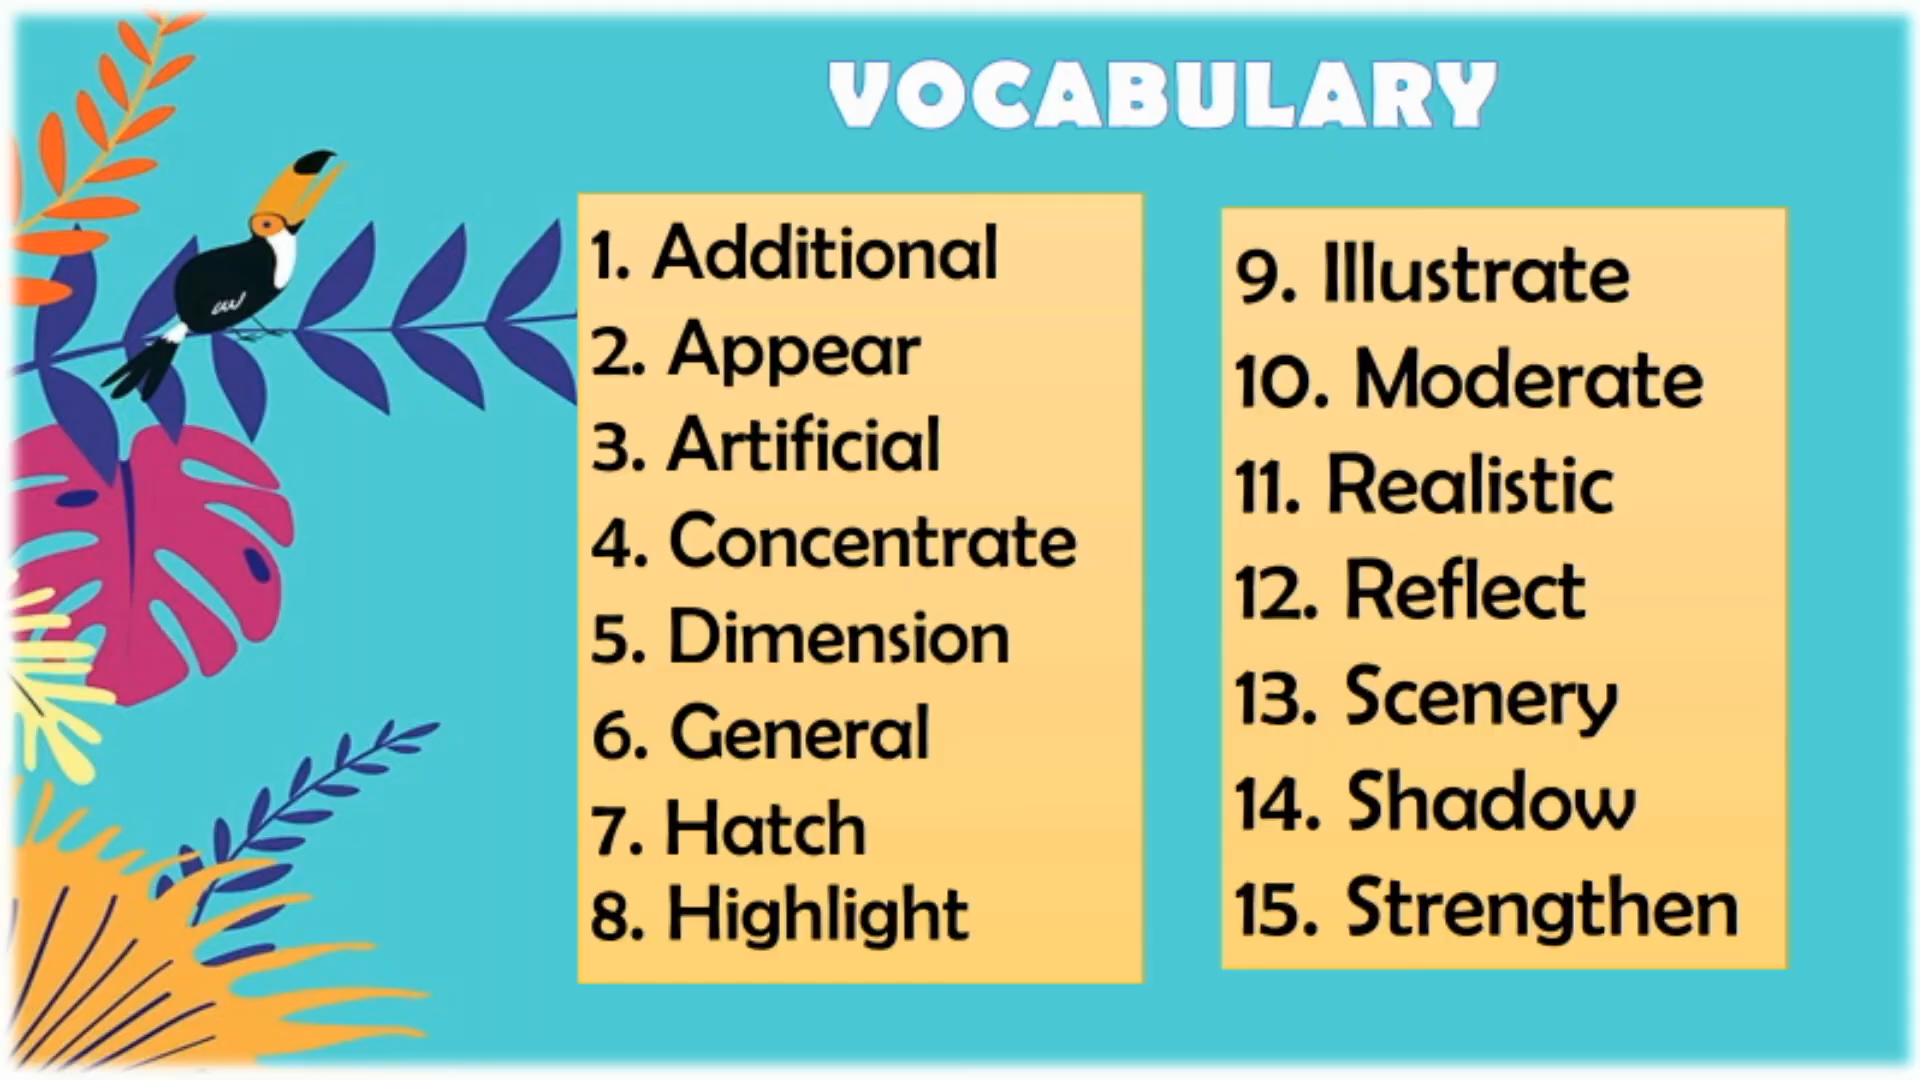 VOCABULARY
1. Additional
2. Appear
3. Artificial
4. Concentrate
5. Dimension
6. General
7. Hatch
8. Highlight
9. Illustrate
10. Moderate
11. Realistic
12. Reflect
13. Scenery
14. Shadow
15. Strengthen